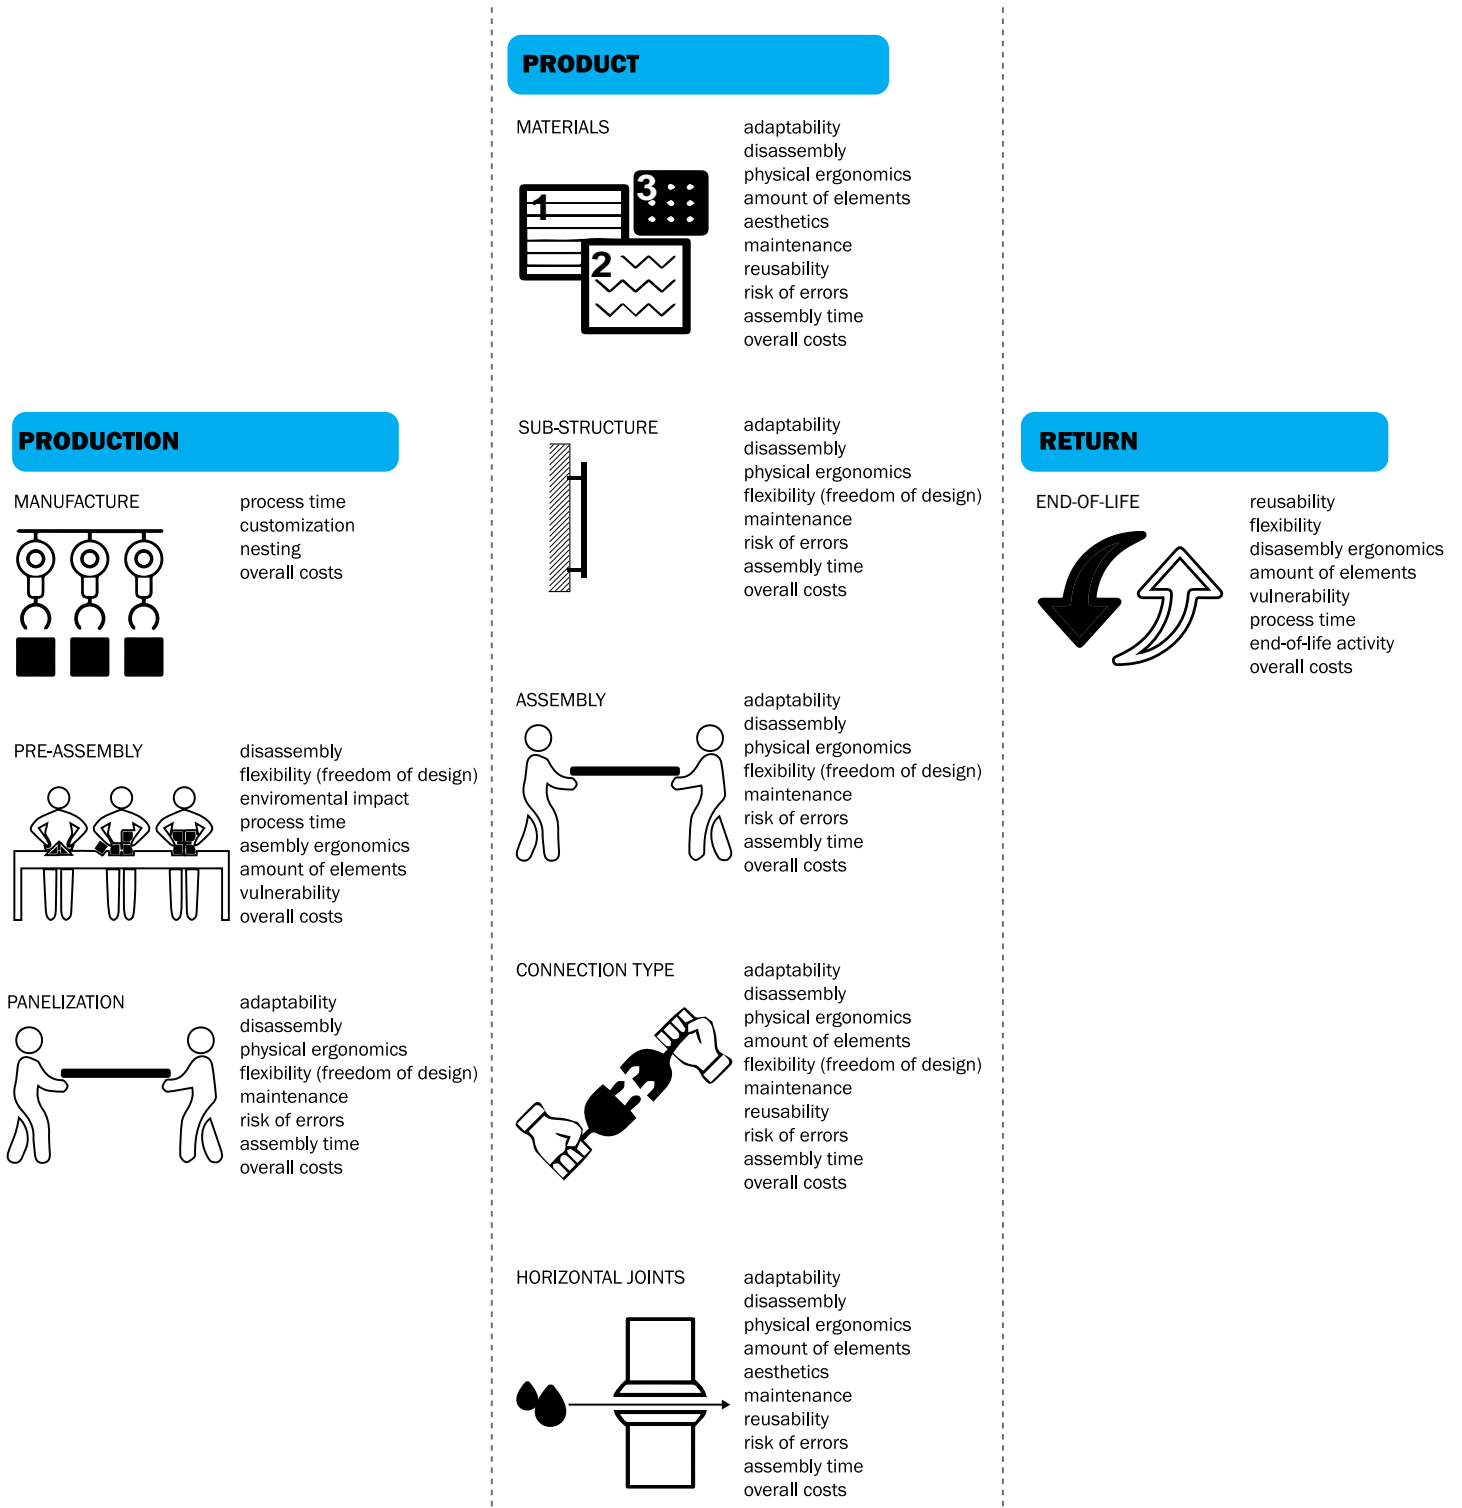 PRODUCTION
MANUFACTURE
process time
customization
nesting
overall costs
PRE-ASSEMBLY
disassembly
flexibility (freedom of design)
enviromental impact
process time
asembly ergonomics
amount of elements
vulnerability
overall costs
PANELIZATION
adaptability
disassembly
physical ergonomics
flexibility (freedom of design)
maintenance
risk of errors
assembly time
overall costs
PRODUCT
MATERIALS
1
2
3
adaptability
disassembly
physical ergonomics
amount of elements
aesthetics
maintenance
reusability
risk of errors
assembly time
overall costs
SUB-STRUCTURE
adaptability
disassembly
physical ergonomics
flexibility (freedom of design)
maintenance
risk of errors
assembly time
overall costs
ASSEMBLY
adaptability
disassembly
physical ergonomics
flexibility (freedom of design)
maintenance
risk of errors
assembly time
overall costs
CONNECTION TYPE
adaptability
disassembly
physical ergonomics
amount of elements
flexibility (freedom of design)
maintenance
reusability
risk of errors
assembly time
overall costs
HORIZONTAL JOINTS
adaptability
disassembly
physical ergonomics
amount of elements
aesthetics
maintenance
reusability
risk of errors
assembly time
overall costs
RETURN
END-OF-LIFE
reusability
flexibility
disasembly ergonomics
amount of elements
vulnerability
process time
end-of-life activity
overall costs